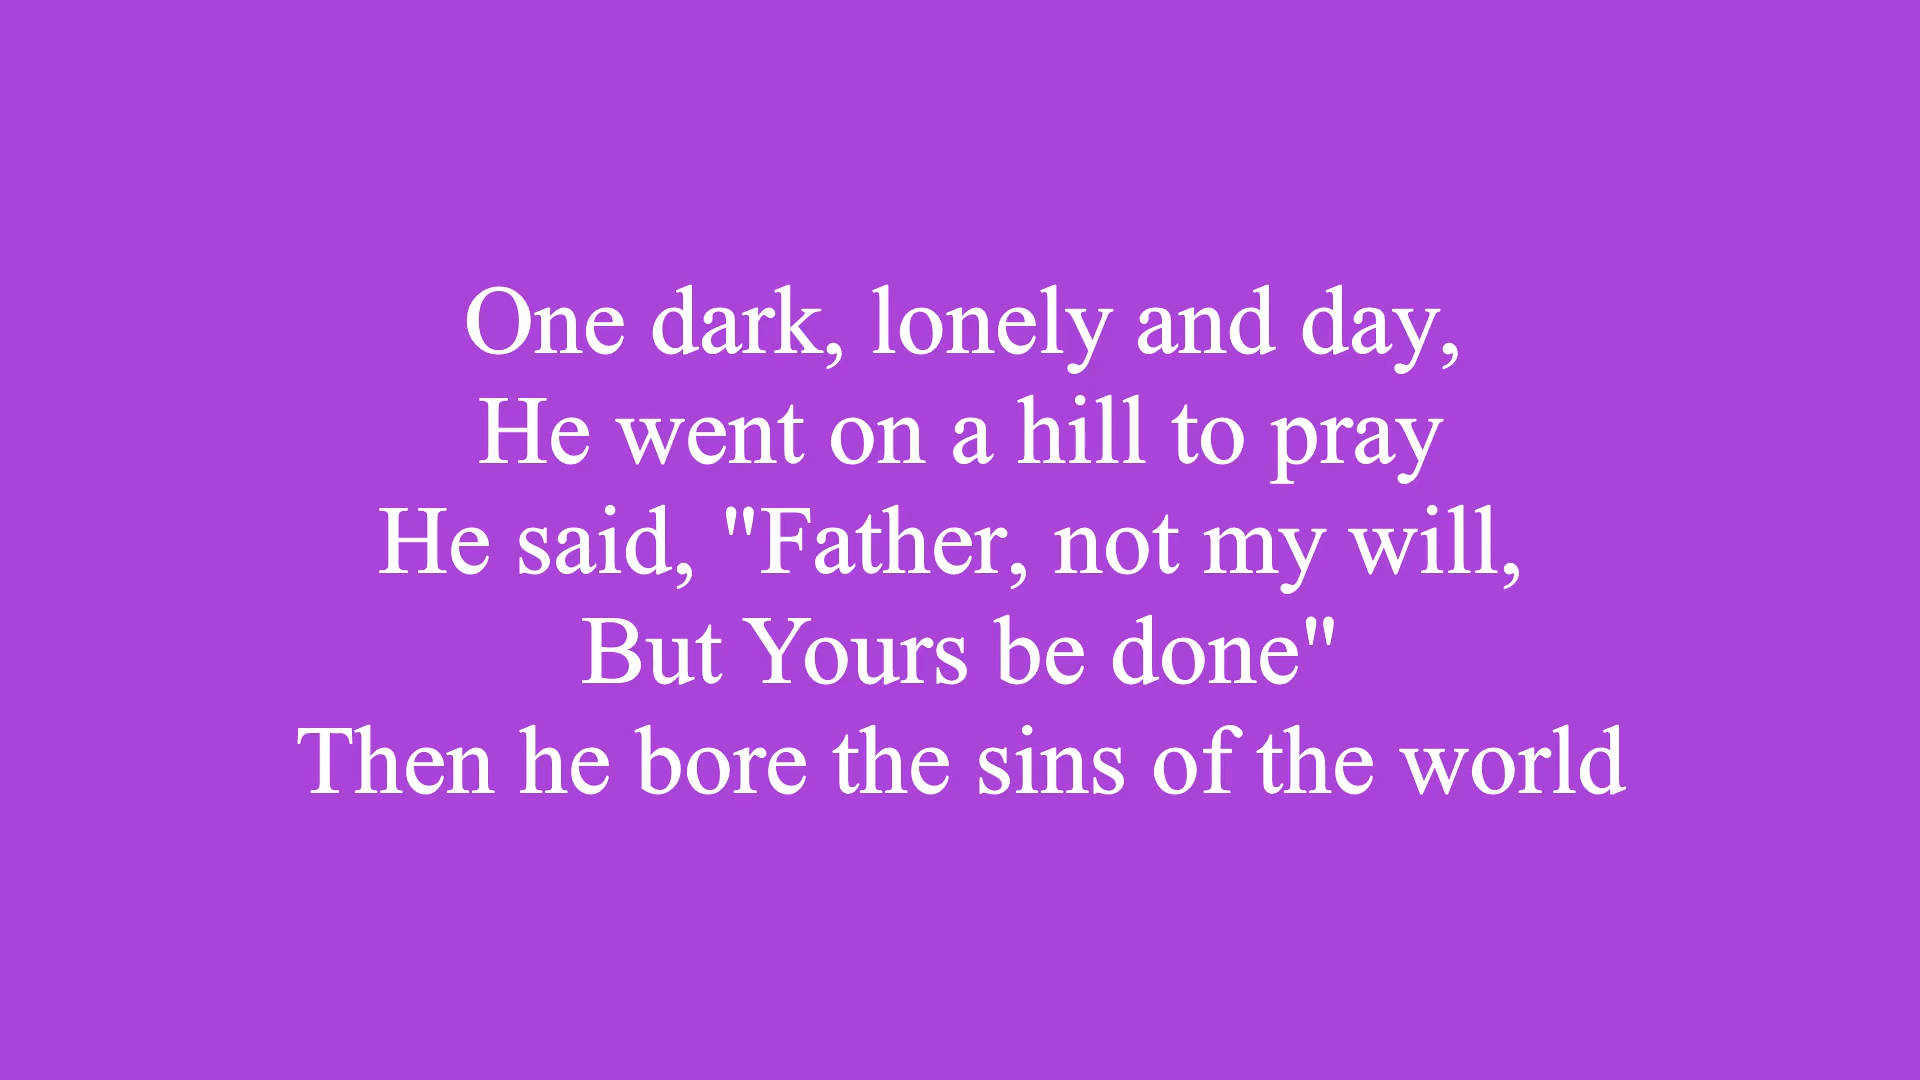 One dark, lonely and day,
He went on a hill to pray
He said, "Father, not my will,
But Yours be done"
Then he bore the sins of the world